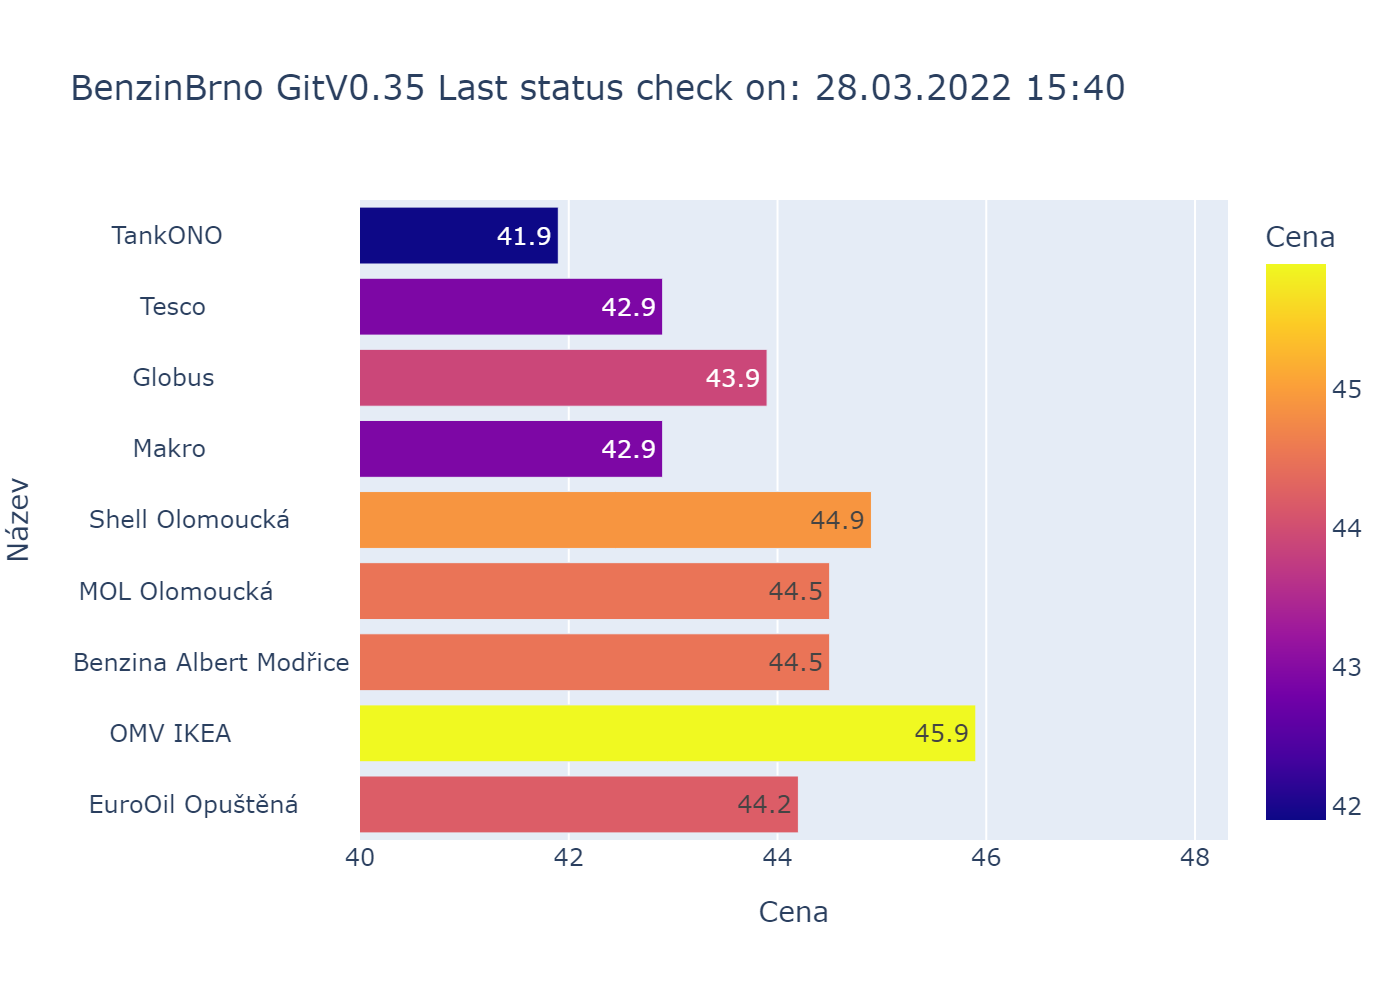 BenzinBrno GitV0.35 Last status check on: 28.03.2022 15:40
Název
TankONO 41.9
Tesco 42.9
Globus 43.9
Makro 42.9
Shell Olomoucká 44.9
MOL Olomoucká 44.5
Benzina Albert Modřice 44.5
OMV IKEA 45.9
EuroOil Opuštěná 44.2
40 42 44 46 48
Cena
Cena
45
44
43
42